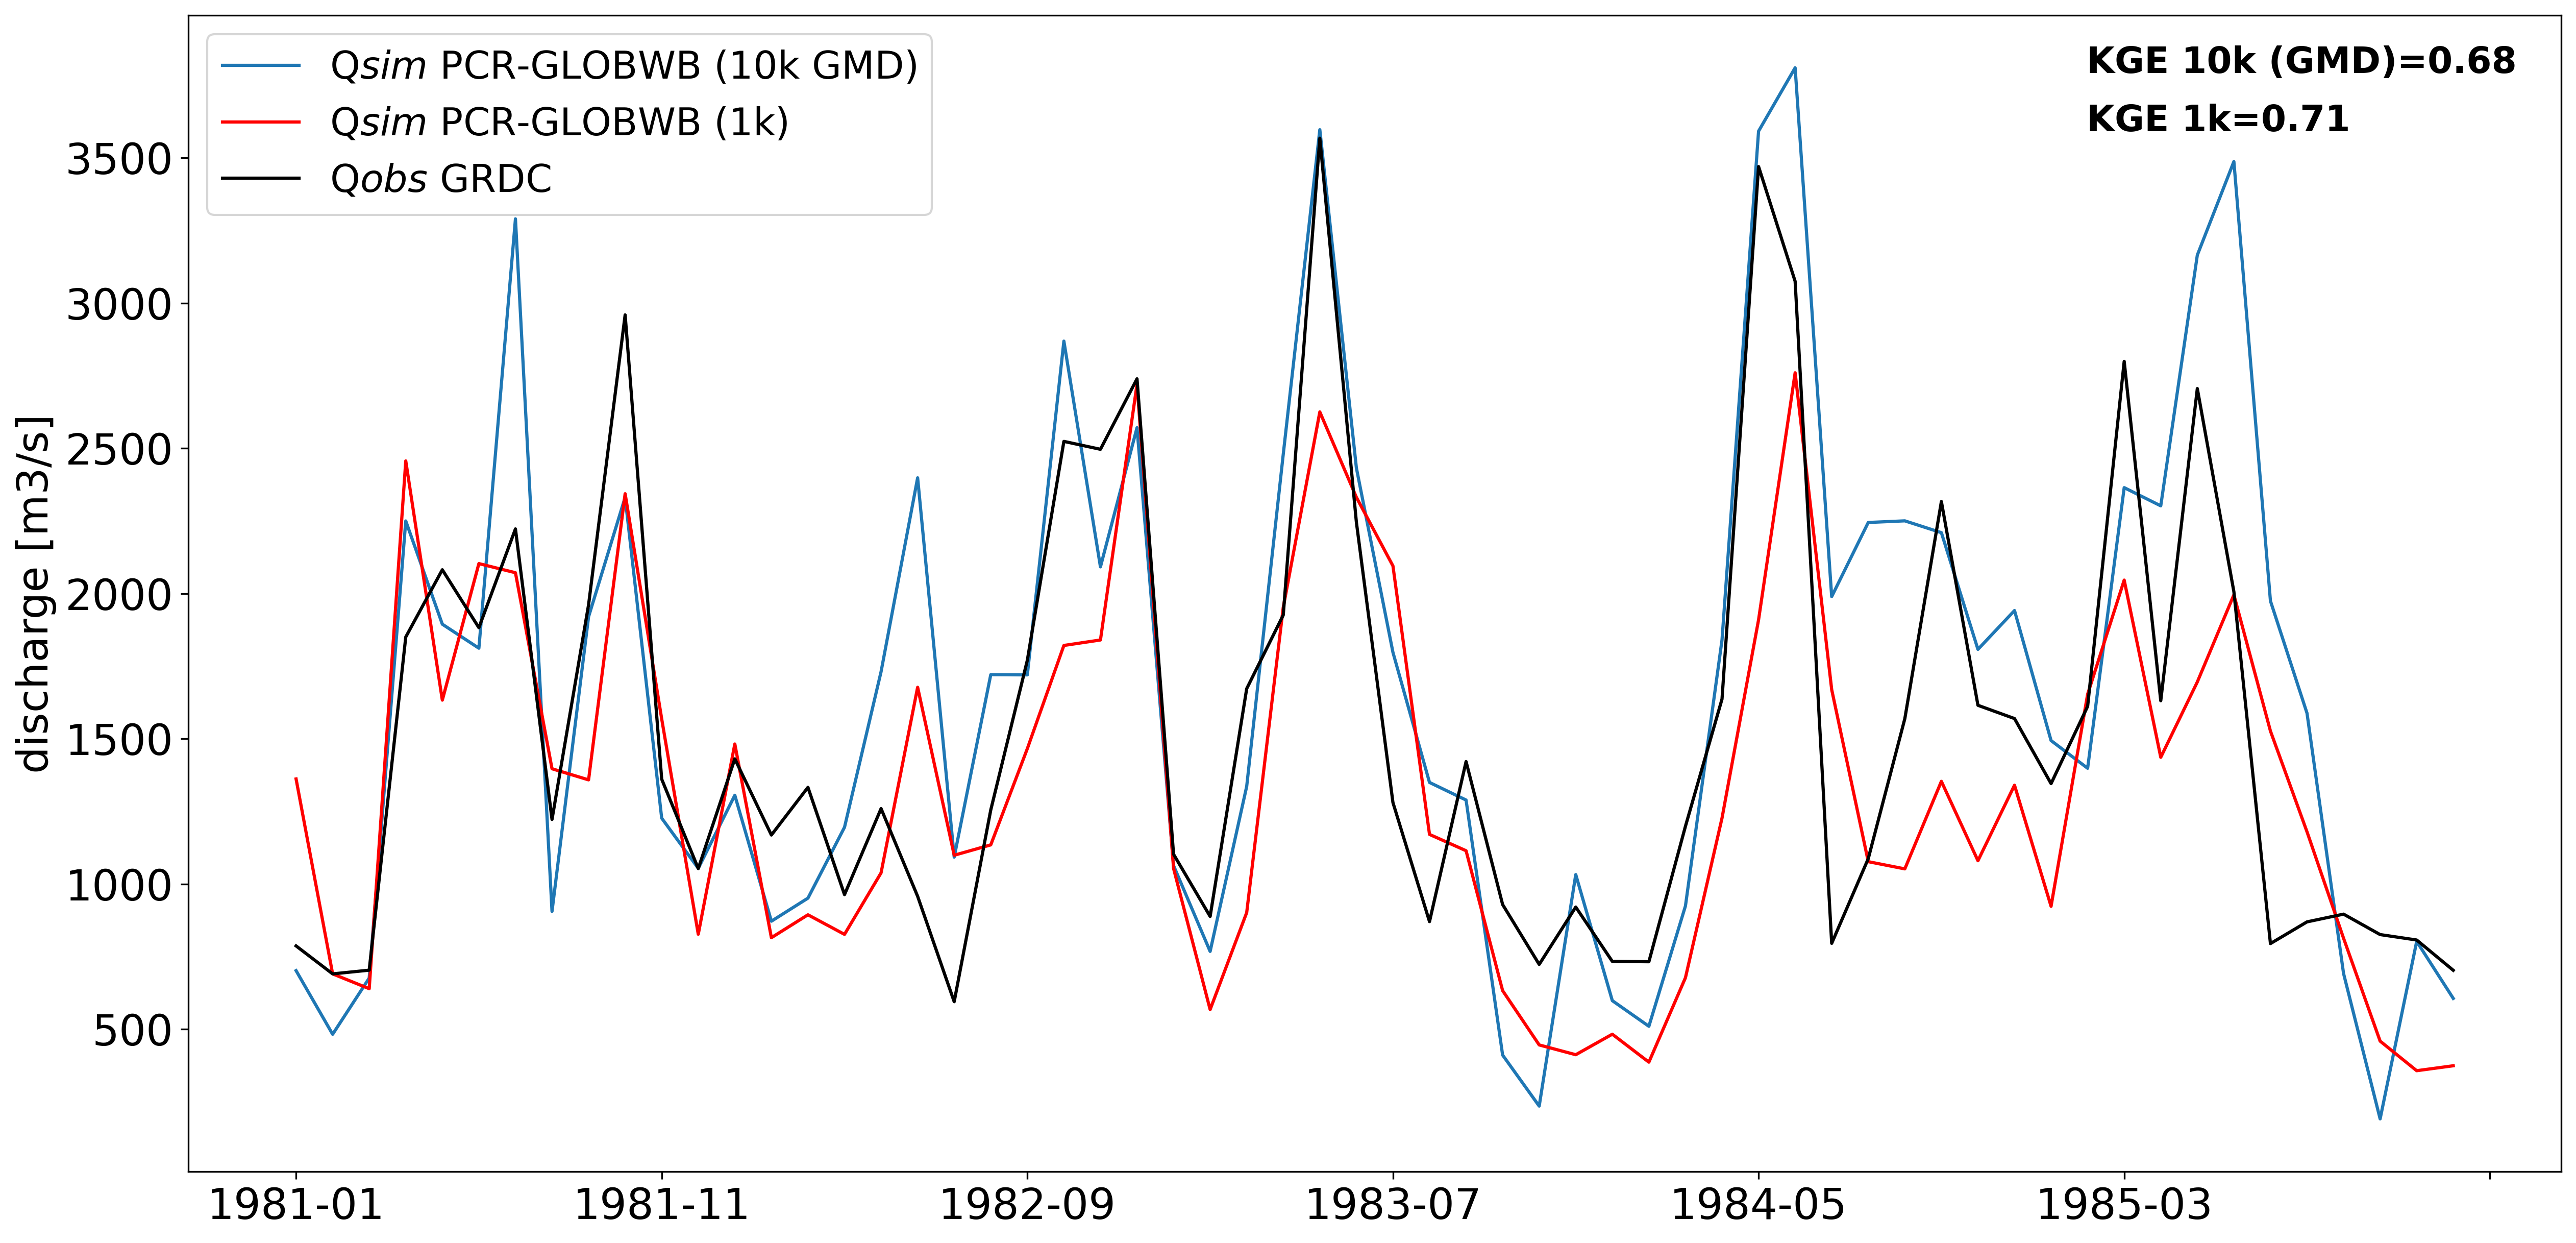 Qsim PCR-GLOBWB (10k GMD)
Qsim PCR-GLOBWB (1k)
Qobs GRDC
KGE 10k (GMD)=0.68
KGE 1k=0.71
discharge [m3/s]
3500
3000
2500
2000
1500
1000
500
1981-01 1981-11 1982-09 1983-07 1984-05 1985-03